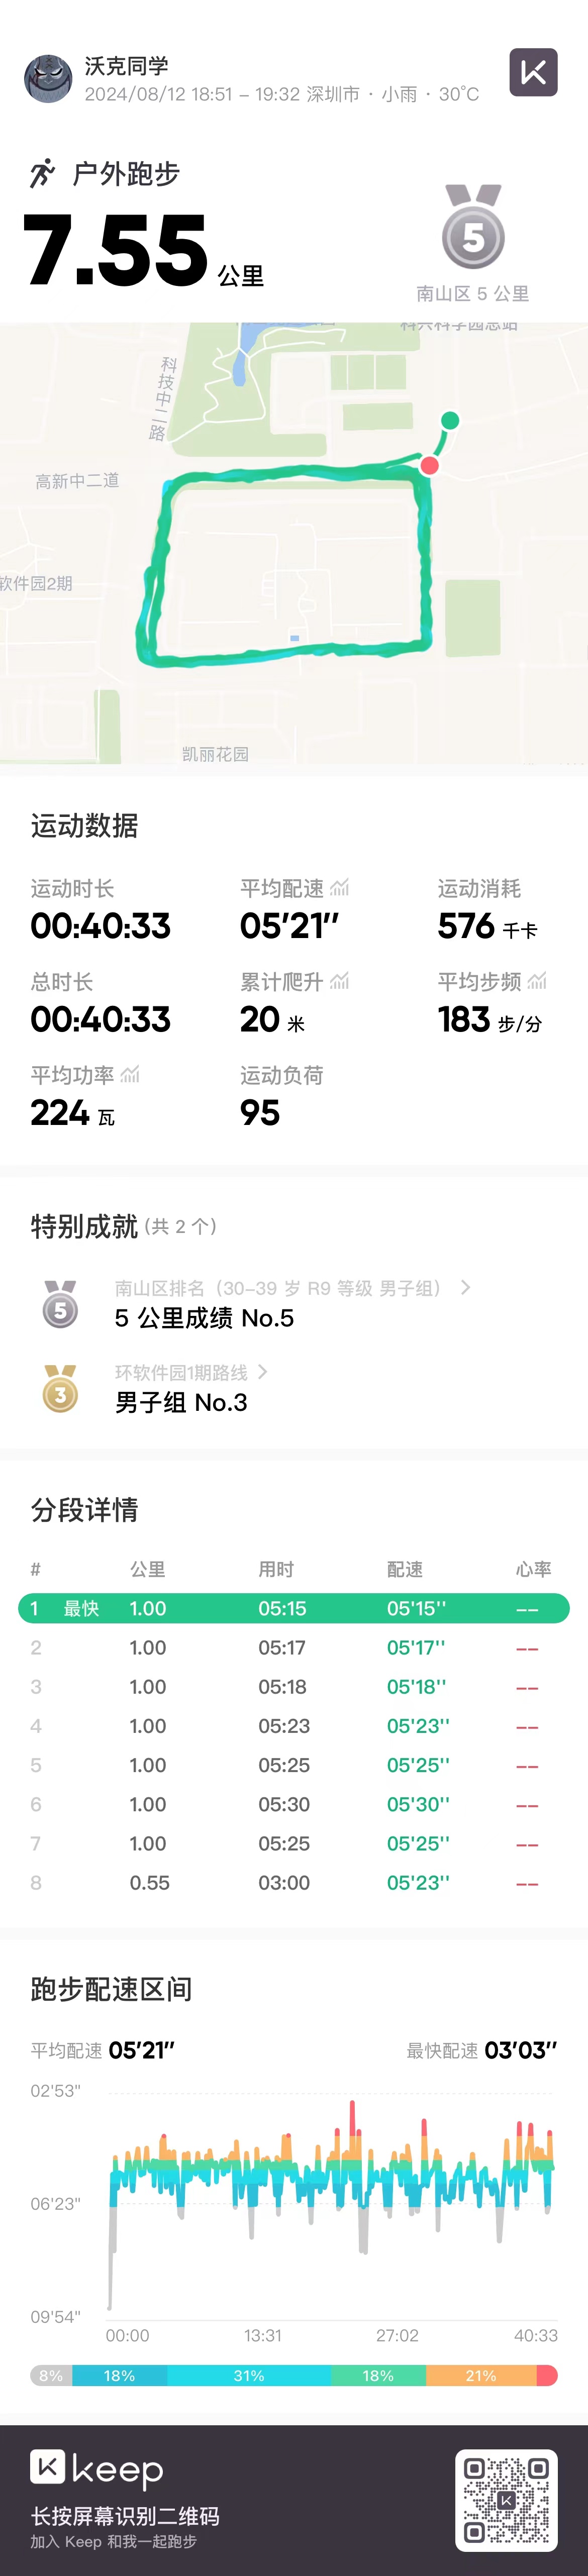 沃克同学
2024/08/12 18:51 – 19:32 深圳市 · 小雨 · 30°C
户外跑步
7.55 公里
5
南山区 5 公里
科兴科学园总站
科技中二路
高新中二道
软件园2期
凯丽花园
运动数据
运动时长 平均配速 运动消耗
00:40:33 05'21'' 576 千卡
总时长 累计爬升 平均步频
00:40:33 20 米 183 步/分
平均功率 运动负荷
224 瓦 95
特别成就 (共 2 个)
5 南山区排名（30–39 岁 R9 等级 男子组）
5 公里成绩 No.5
3 环软件园1期路线
男子组 No.3
分段详情
# 公里 用时 配速 心率
1 最快 1.00 05:15 05'15'' --
2 1.00 05:17 05'17'' --
3 1.00 05:18 05'18'' --
4 1.00 05:23 05'23'' --
5 1.00 05:25 05'25'' --
6 1.00 05:30 05'30'' --
7 1.00 05:25 05'25'' --
8 0.55 03:00 05'23'' --
跑步配速区间
平均配速 05'21'' 最快配速 03'03''
02'53"
06'23"
09'54"
00:00 13:31 27:02 40:33
8% 18% 31% 18% 21%
keep
长按屏幕识别二维码
加入 Keep 和我一起跑步